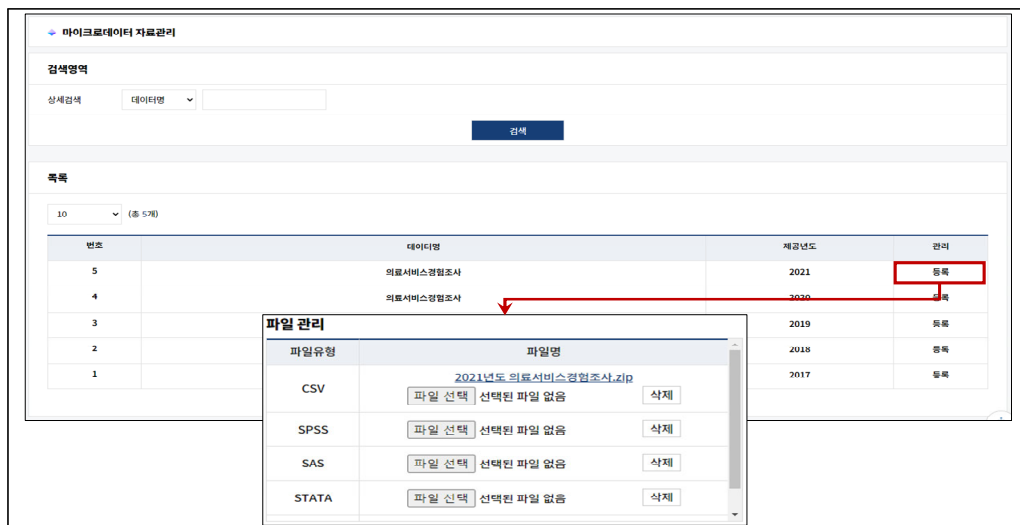 마이크로데이터 자료관리
검색영역
상세검색 데이터명
검색
목록
10 (총 5개)
번호 데이터명 제공년도 관리
5 의료서비스경험조사 2021 등록
4 의료서비스경험조사 2020 등록
3 2019 등록
2 2018 등록
1 2017 등록
파일 관리
파일유형 파일명
2021년도 의료서비스경험조사.zip
CSV 파일 선택 선택된 파일 없음 삭제
SPSS 파일 선택 선택된 파일 없음 삭제
SAS 파일 선택 선택된 파일 없음 삭제
STATA 파일 선택 선택된 파일 없음 삭제